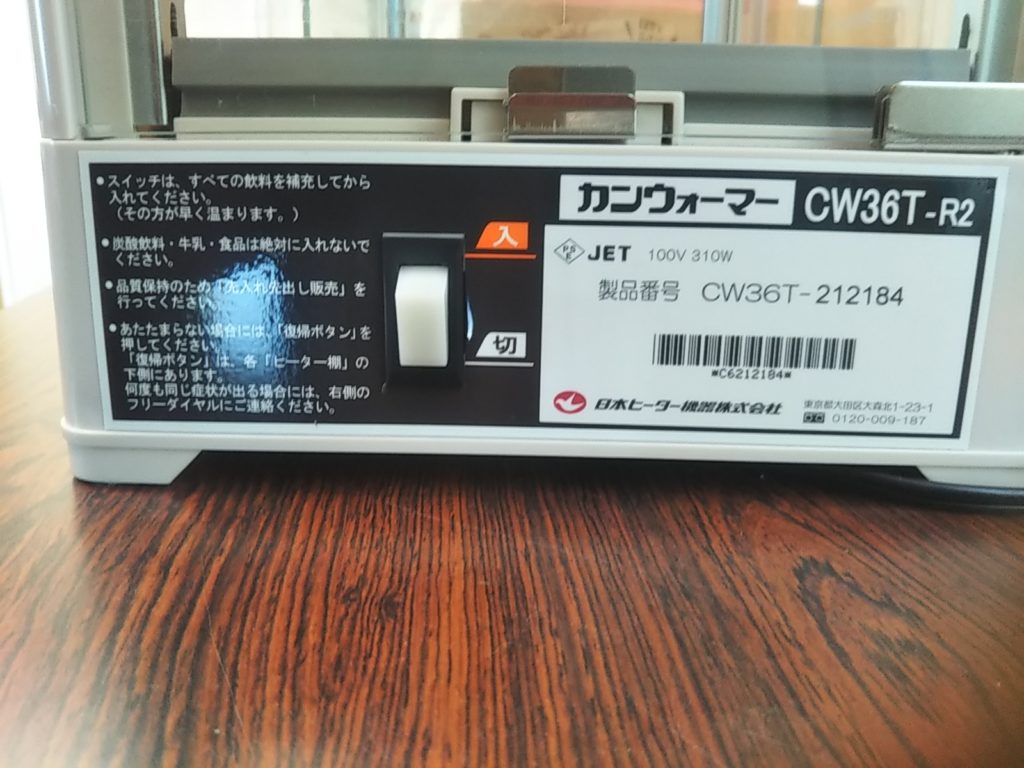 ●スイッチは、すべての飲料を補充してから
入れてください。
（その方が早く温まります。）
●炭酸飲料・牛乳・食品は絶対に入れないで
ください。
●品質保持のため「先入れ先出し販売」を
行ってください。
●あたたまらない場合には、「復帰ボタン」を
押してください。
「復帰ボタン」は、各「ヒーター棚」の
下側にあります。
何度も同じ症状が出る場合には、右側の
フリーダイヤルにご連絡ください。
入
切
カンウォーマー CW36T-R2
PSE JET 100V 310W
製品番号 CW36T-212184
*C6212184*
日本ヒーター機器株式会社
東京都大田区大森北1-23-1
0120-009-187